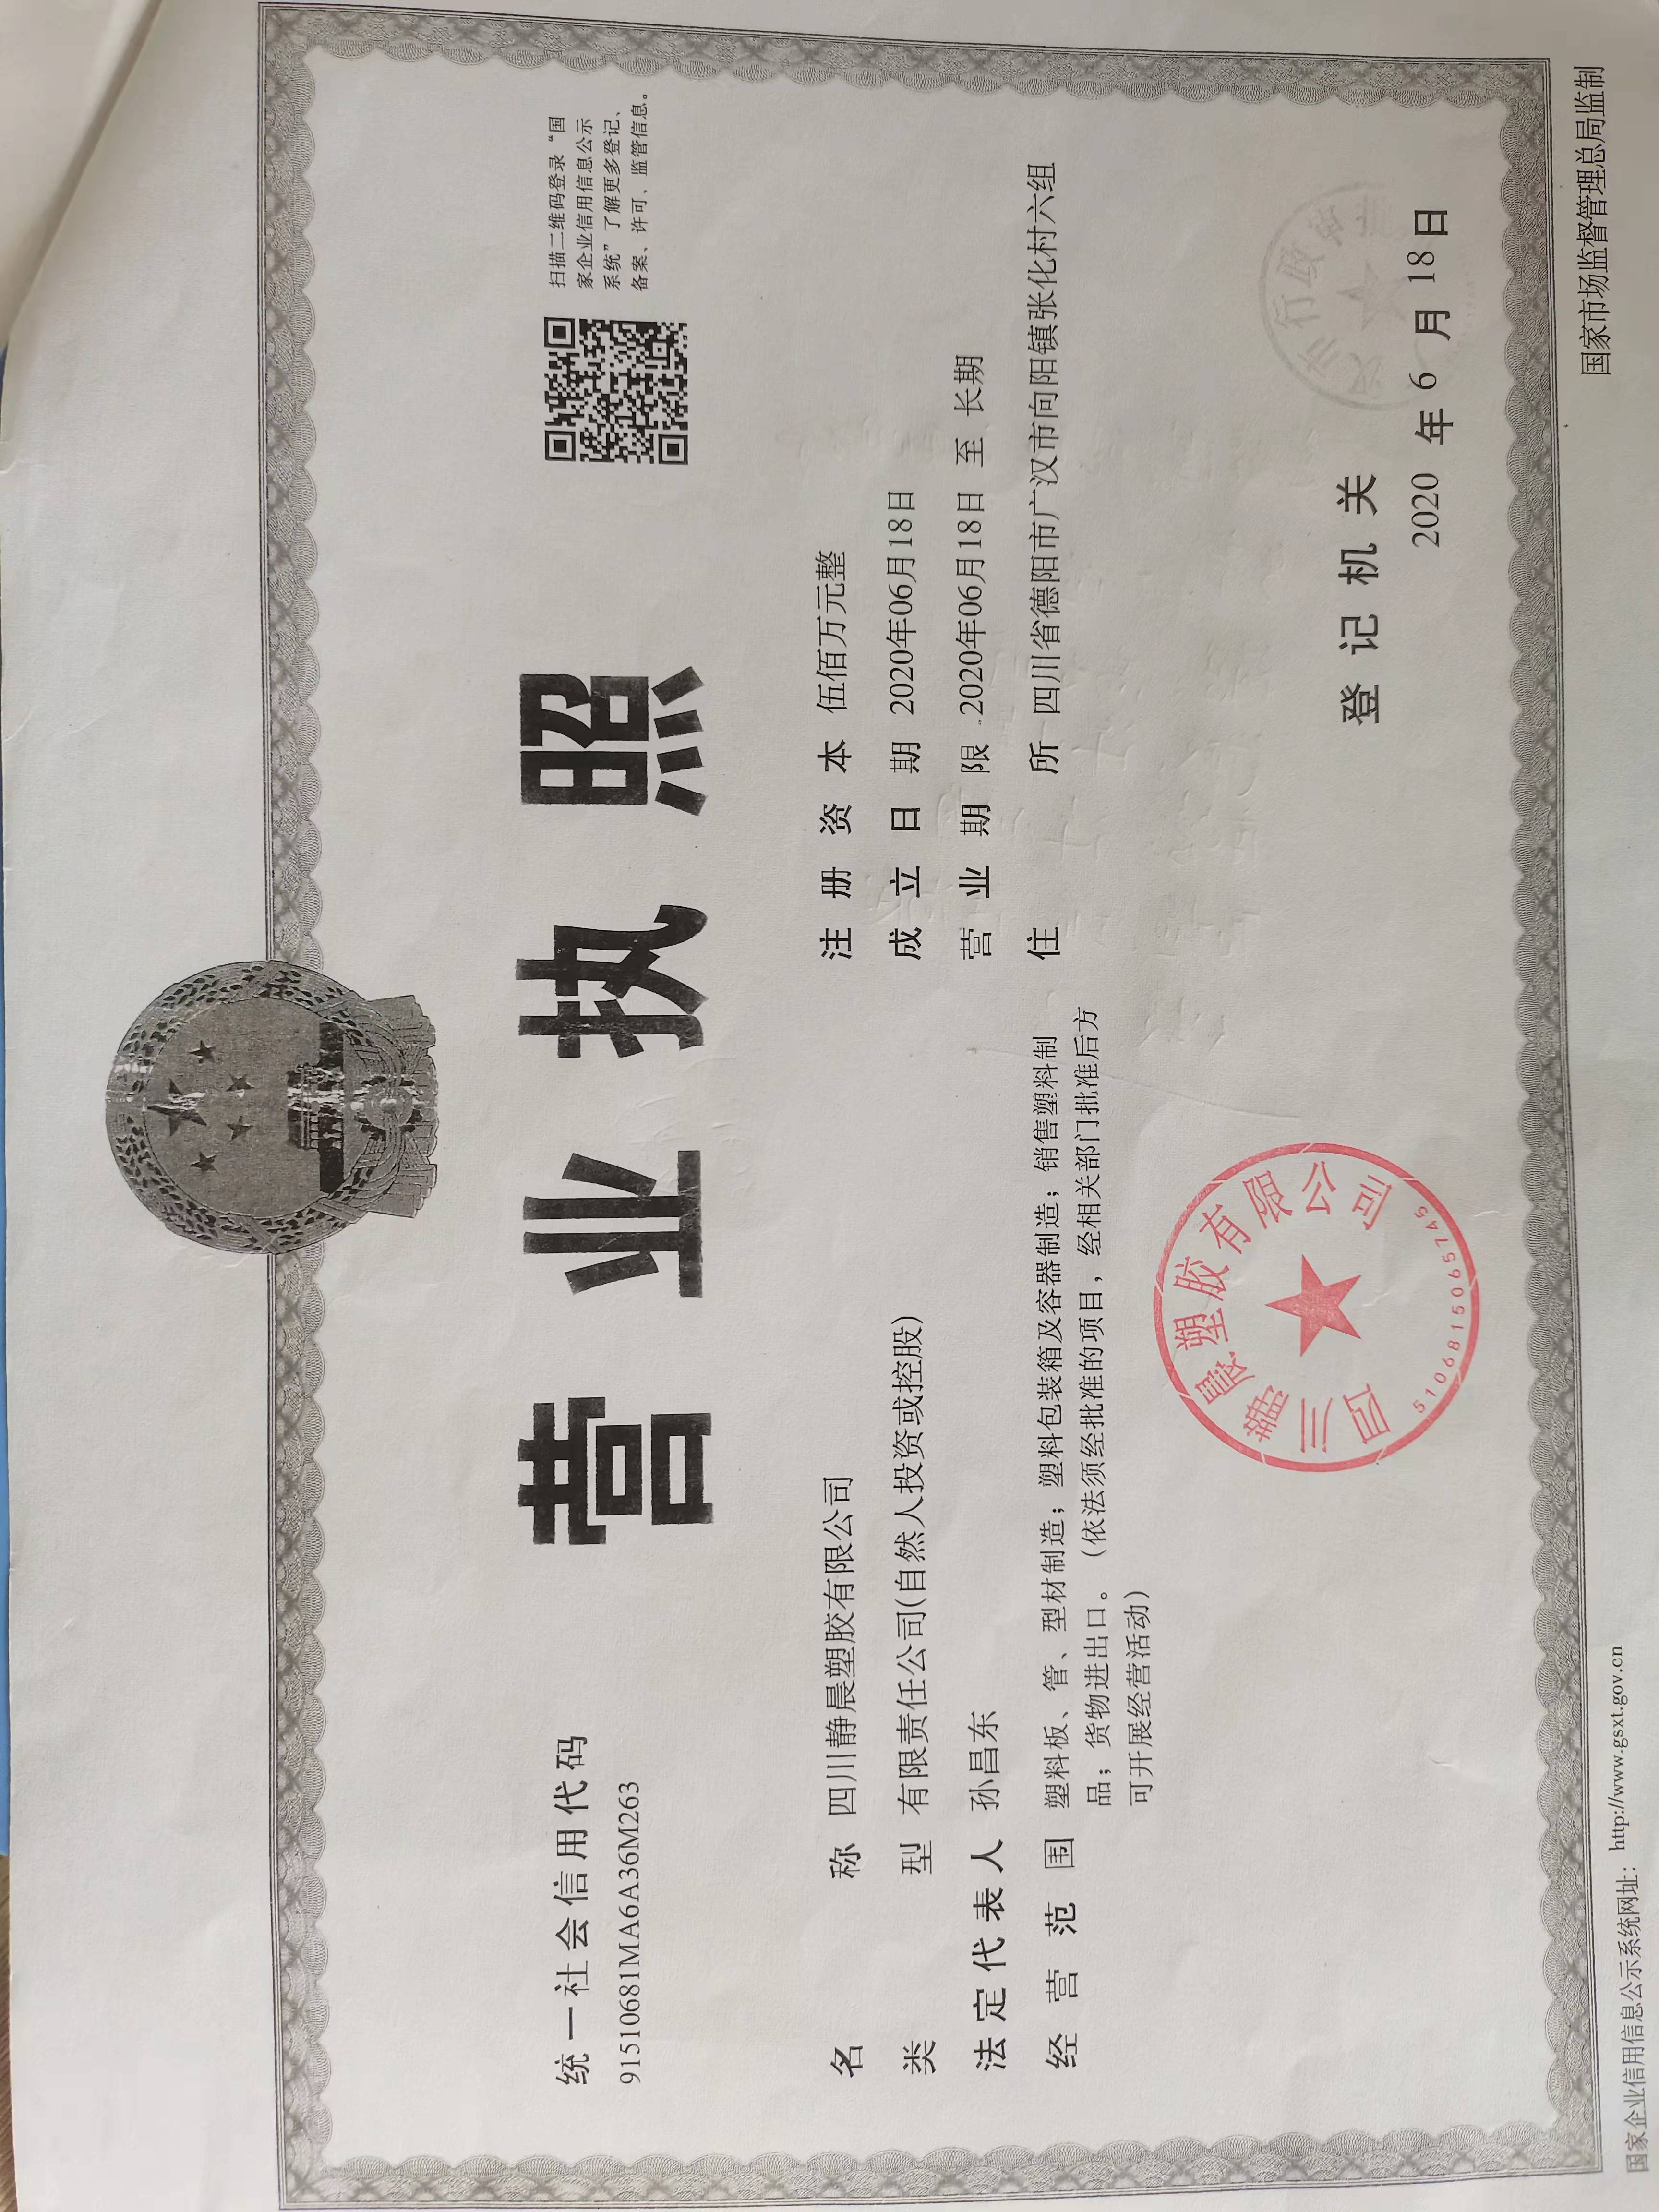 营业执照
统一社会信用代码
91510681MA6A36M263
扫描二维码登录“国
家企业信用信息公示
系统”了解更多登记、
备案、许可、监管信息。
名称 四川静晨塑胶有限公司
类型 有限责任公司(自然人投资或控股)
法定代表人 孙昌东
经营范围 塑料板、管、型材制造；塑料包装箱及容器制造；销售塑料制
品；货物进出口。（依法须经批准的项目，经相关部门批准后方
可开展经营活动）
注册资本 伍佰万元整
成立日期 2020年06月18日
营业期限 2020年06月18日 至 长期
住所 四川省德阳市广汉市向阳镇张化村六组
四川静晨塑胶有限公司
5106815065745
登记机关
2020 年 6 月 18 日
国家企业信用信息公示系统网址： http://www.gsxt.gov.cn
国家市场监督管理总局监制